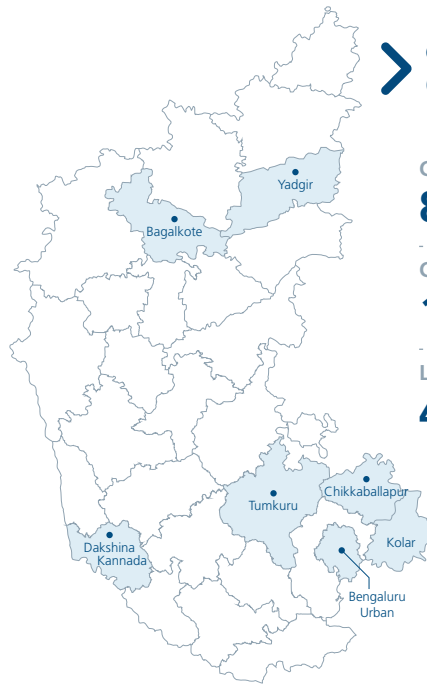 Yadgir
Bagalkote
Chikkaballapur
Tumkuru
Kolar
Dakshina
Kannada
Bengaluru
Urban